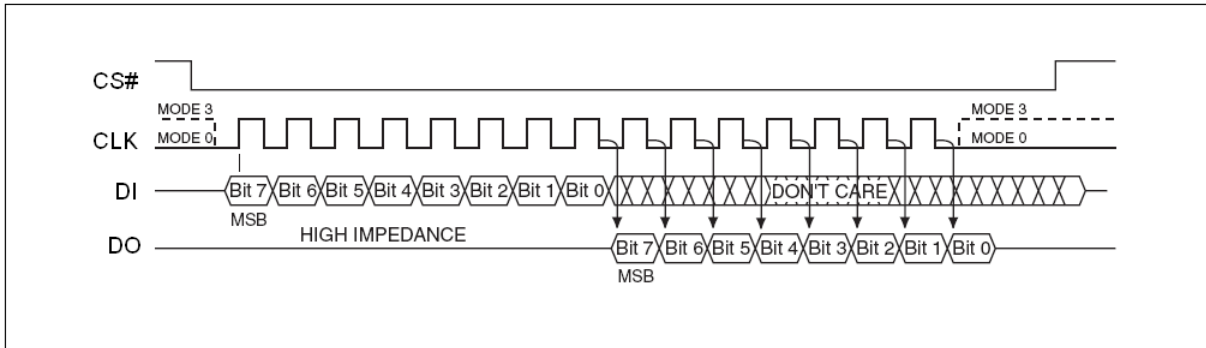 CS#
MODE 3 MODE 3
CLK MODE 0 MODE 0
DI Bit 7 Bit 6 Bit 5 Bit 4 Bit 3 Bit 2 Bit 1 Bit 0 DON'T CARE
MSB
HIGH IMPEDANCE
DO Bit 7 Bit 6 Bit 5 Bit 4 Bit 3 Bit 2 Bit 1 Bit 0
MSB